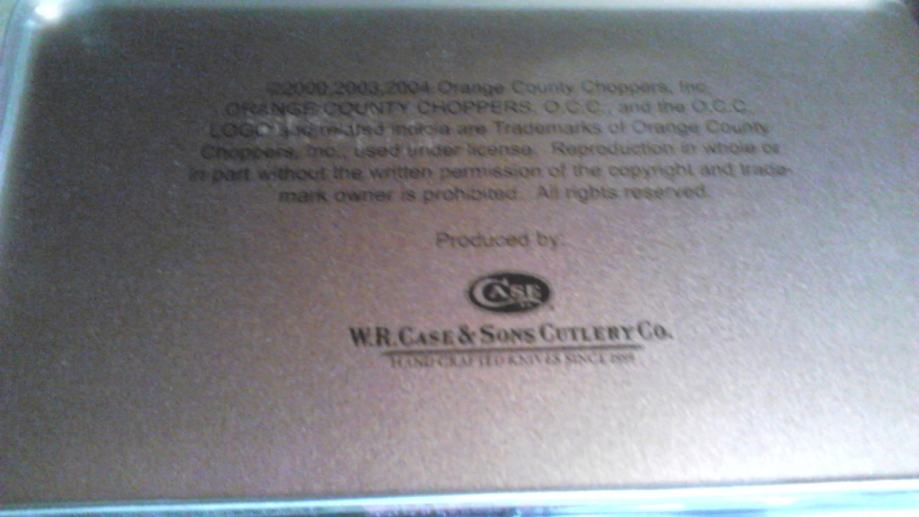 ©2000,2003,2004 Orange County Choppers, Inc.
ORANGE COUNTY CHOPPERS, O.C.C., and the O.C.C.
LOGO and related indicia are Trademarks of Orange County
Choppers, Inc., used under license. Reproduction in whole or
in part without the written permission of the copyright and trade-
mark owner is prohibited. All rights reserved.
Produced by:
CASE
W.R. CASE & SONS CUTLERY CO.
HAND CRAFTED KNIVES SINCE 1889